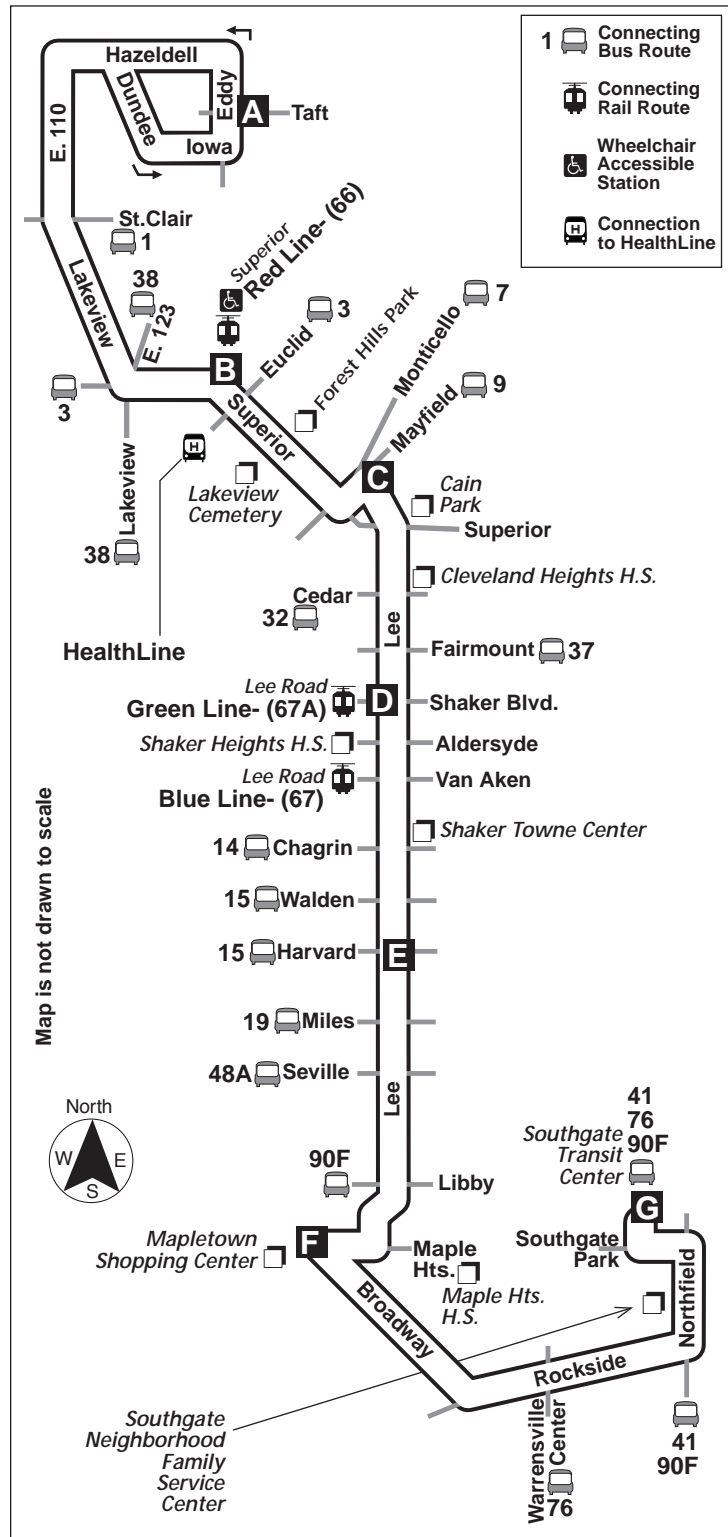 1 Connecting
Bus Route
Connecting
Rail Route
Wheelchair
Accessible
Station
H Connection
to HealthLine
Hazeldell
Dundee
Eddy
A Taft
E. 110
Iowa
St.Clair
1
Lakeview
38
E. 123
Superior
Red Line- (66)
3
Euclid
Forest Hills Park
7
Monticello
9
Mayfield
B
3
Superior
H
Lakeview
38
Lakeview
Cemetery
C
Cain
Park
Superior
HealthLine
Cedar
32
Lee
Cleveland Heights H.S.
Fairmount 37
Lee Road
Green Line- (67A)
D
Shaker Blvd.
Shaker Heights H.S.
Aldersyde
Lee Road
Blue Line- (67)
Van Aken
Shaker Towne Center
14 Chagrin
15 Walden
15 Harvard
E
19 Miles
48A Seville
Lee
Map is not drawn to scale
North
W E
S
90F
Libby
41
76
90F
Southgate
Transit
Center
G
Southgate
Park
Northfield
Mapletown
Shopping Center
F
Maple
Hts.
Maple Hts.
H.S.
Broadway
Rockside
Southgate
Neighborhood
Family
Service
Center
Warrensville
Center
76
41
90F